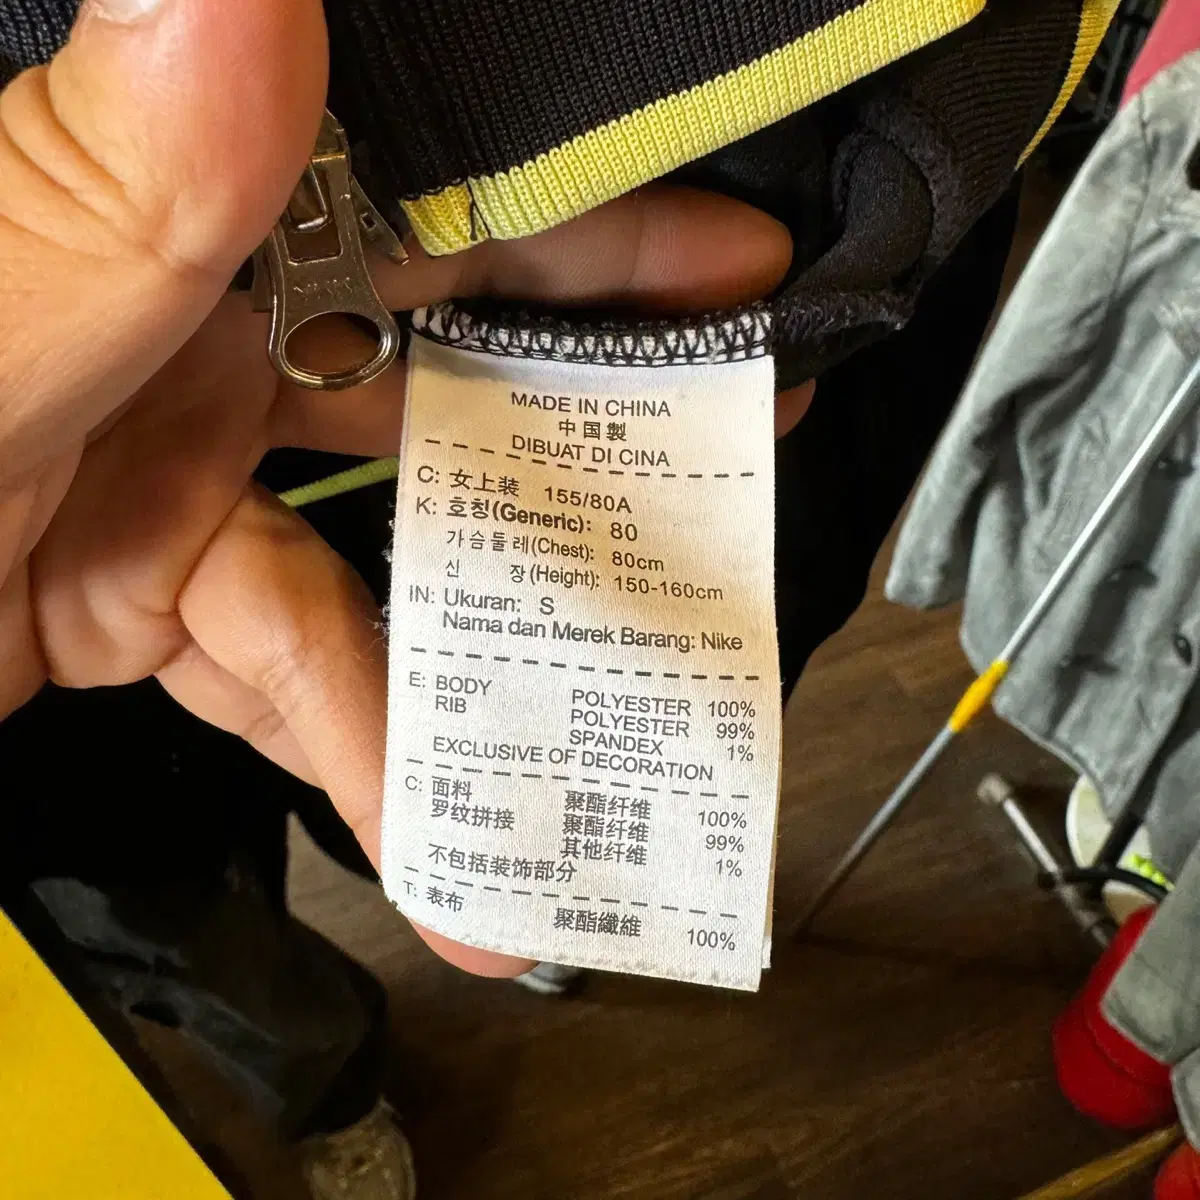 MADE IN CHINA
中国製
DIBUAT DI CINA
C: 女上装 155/80A
K: 호칭(Generic): 80
가슴둘레(Chest): 80cm
신 장(Height): 150-160cm
IN: Ukuran: S
Nama dan Merek Barang: Nike
E: BODY POLYESTER 100%
RIB POLYESTER 99%
SPANDEX 1%
EXCLUSIVE OF DECORATION
C: 面料 聚酯纤维 100%
罗纹拼接 聚酯纤维 99%
其他纤维 1%
不包括装饰部分
T: 表布 聚酯纖維 100%